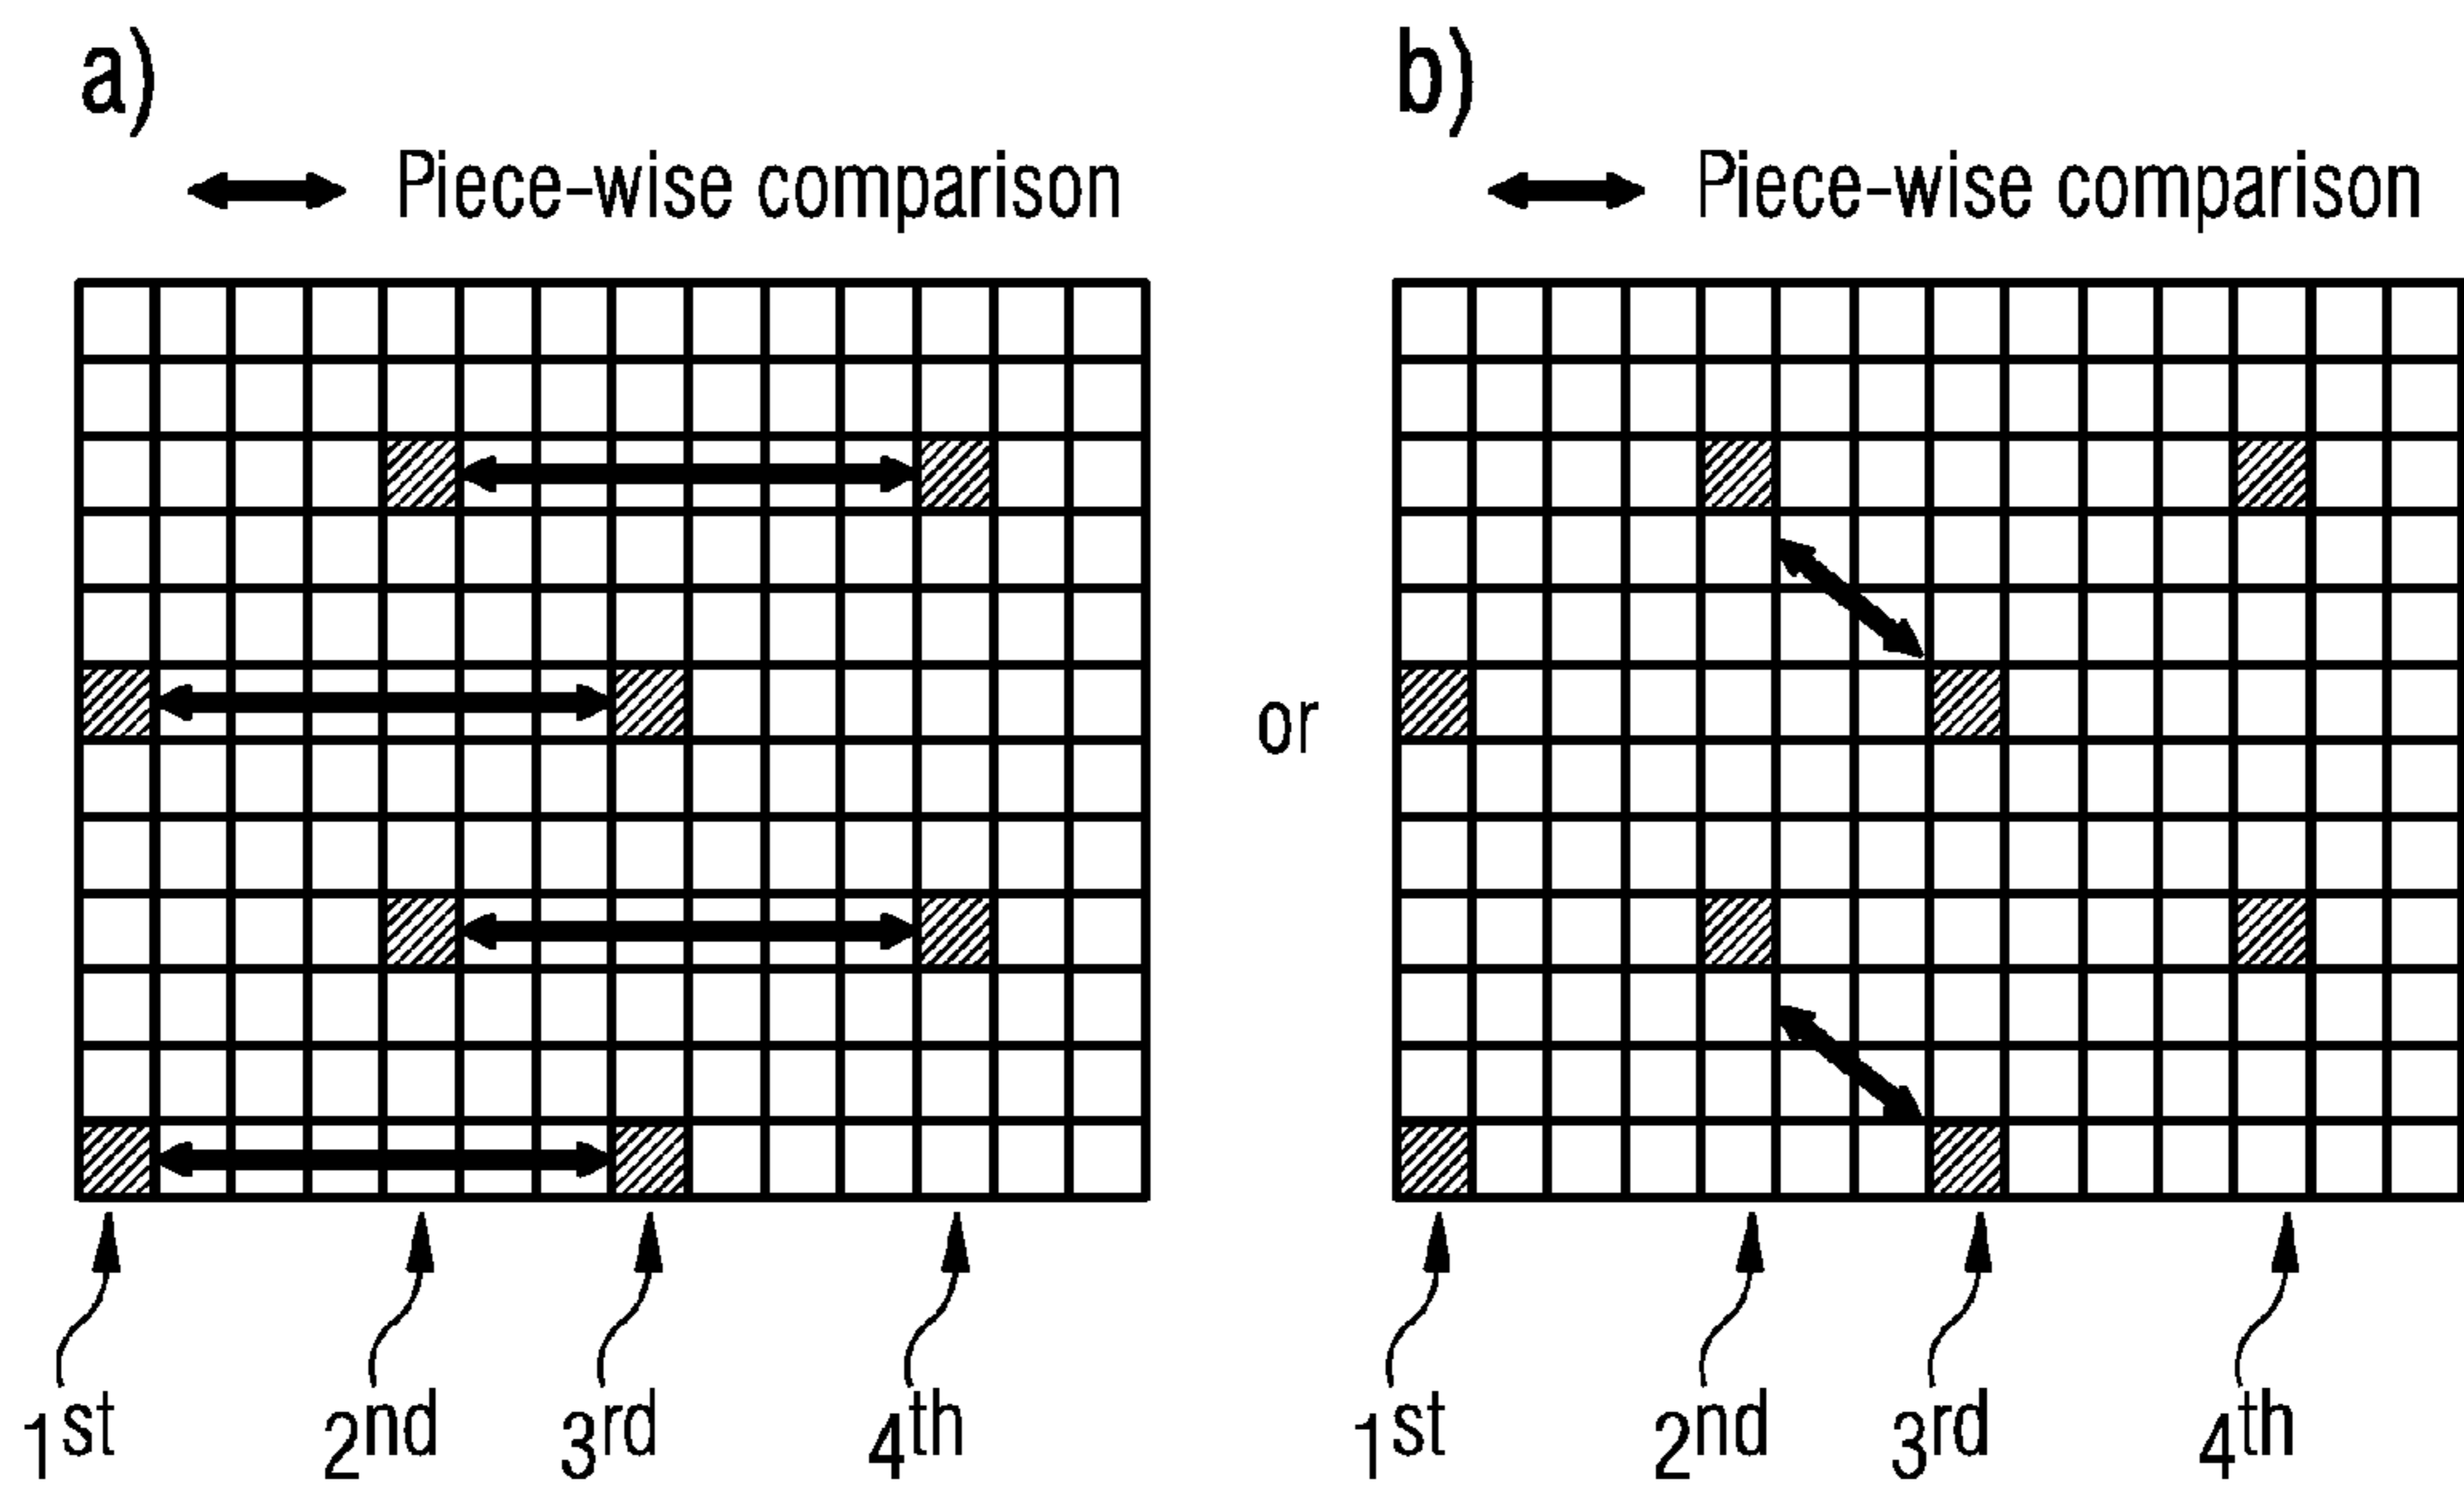 a)
Piece-wise comparison
b)
Piece-wise comparison
or
1st 2nd 3rd 4th
1st 2nd 3rd 4th